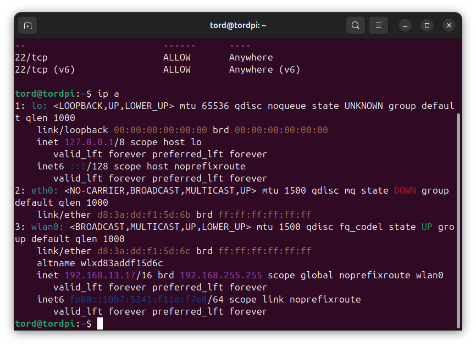 tord@tordpi: ~
--                         ------      ----
22/tcp                     ALLOW       Anywhere
22/tcp (v6)                ALLOW       Anywhere (v6)
tord@tordpi:~$ ip a
1: lo: <LOOPBACK,UP,LOWER_UP> mtu 65536 qdisc noqueue state UNKNOWN group defaul
t qlen 1000
    link/loopback 00:00:00:00:00:00 brd 00:00:00:00:00:00
    inet 127.0.0.1/8 scope host lo
       valid_lft forever preferred_lft forever
    inet6 ::1/128 scope host noprefixroute
       valid_lft forever preferred_lft forever
2: eth0: <NO-CARRIER,BROADCAST,MULTICAST,UP> mtu 1500 qdisc mq state DOWN group
default qlen 1000
    link/ether d8:3a:dd:f1:5d:6b brd ff:ff:ff:ff:ff:ff
3: wlan0: <BROADCAST,MULTICAST,UP,LOWER_UP> mtu 1500 qdisc fq_codel state UP gro
up default qlen 1000
    link/ether d8:3a:dd:f1:5d:6c brd ff:ff:ff:ff:ff:ff
    altname wlxd83addf15d6c
    inet 192.168.13.17/16 brd 192.168.255.255 scope global noprefixroute wlan0
       valid_lft forever preferred_lft forever
    inet6 /64 scope link noprefixroute
       valid_lft forever preferred_lft forever
tord@tordpi:~$